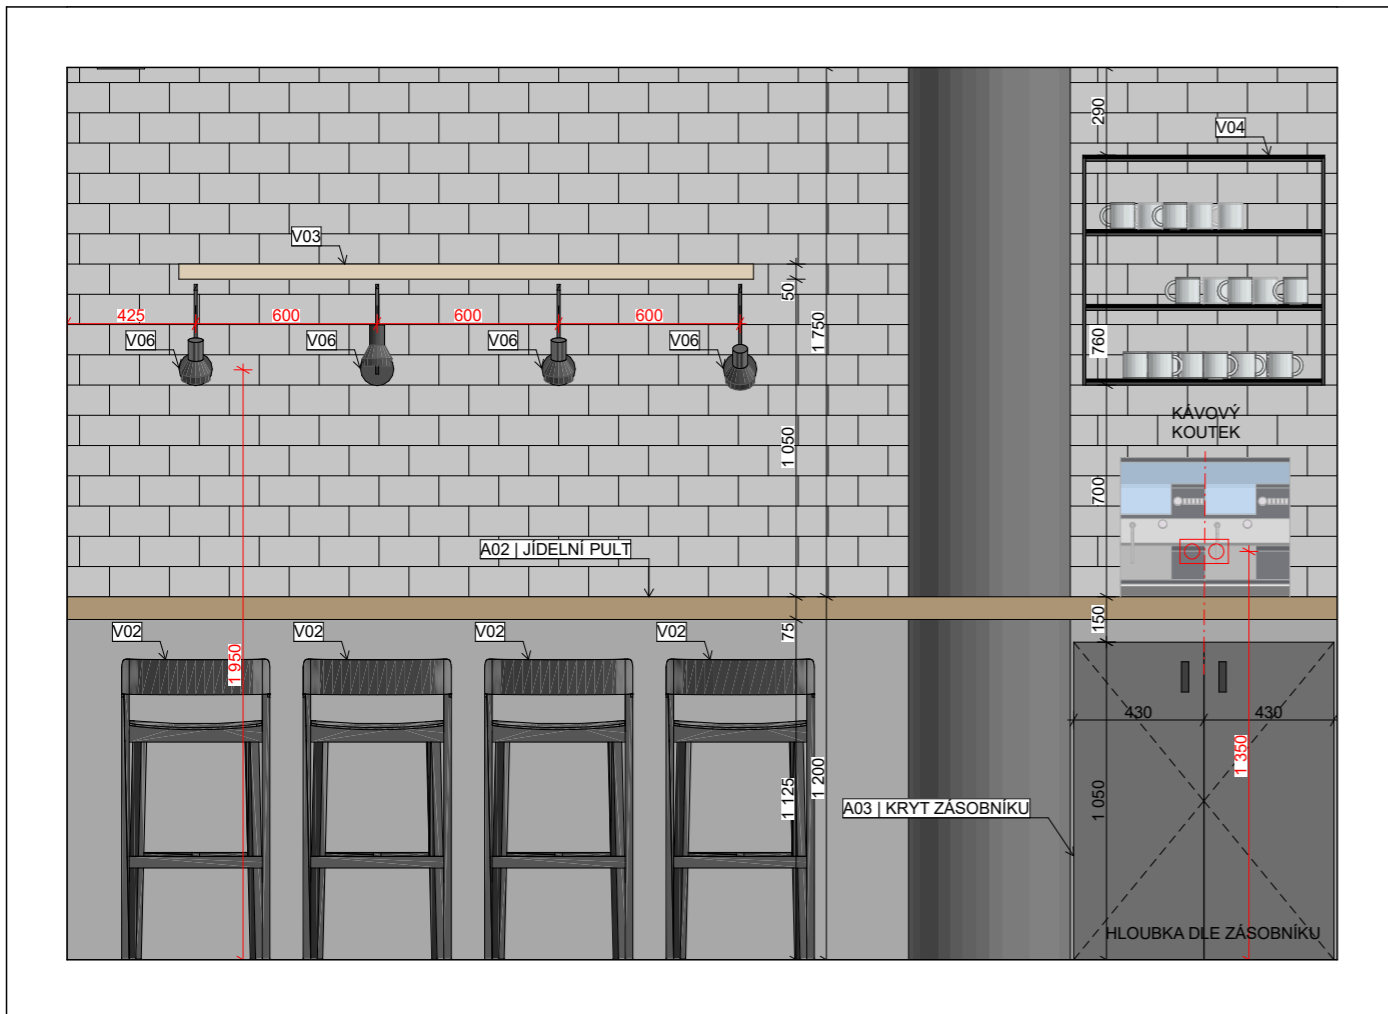 290
V04
V03
50
425
600
600
600
1 750
V06
V06
V06
V06
760
KÁVOVÝ
KOUTEK
1 050
700
A02 | JÍDELNÍ PULT
150
75
V02
V02
V02
V02
1 950
430
430
1 350
1 125
1 200
1 050
A03 | KRYT ZÁSOBNÍKU
HLOUBKA DLE ZÁSOBNÍKU